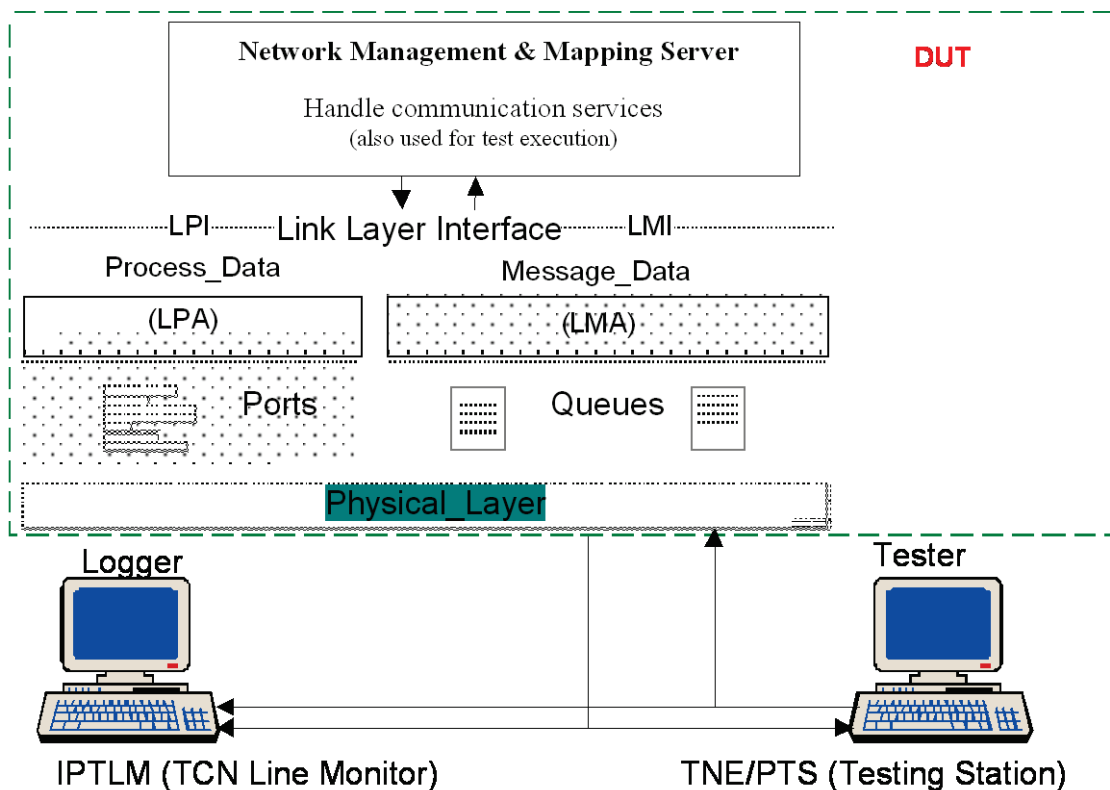 Network Management & Mapping Server
DUT
Handle communication services
(also used for test execution)
LPI Link Layer Interface LMI
Process_Data Message_Data
(LPA) (LMA)
Ports Queues
Physical_Layer
Logger Tester
IPTLM (TCN Line Monitor) TNE/PTS (Testing Station)